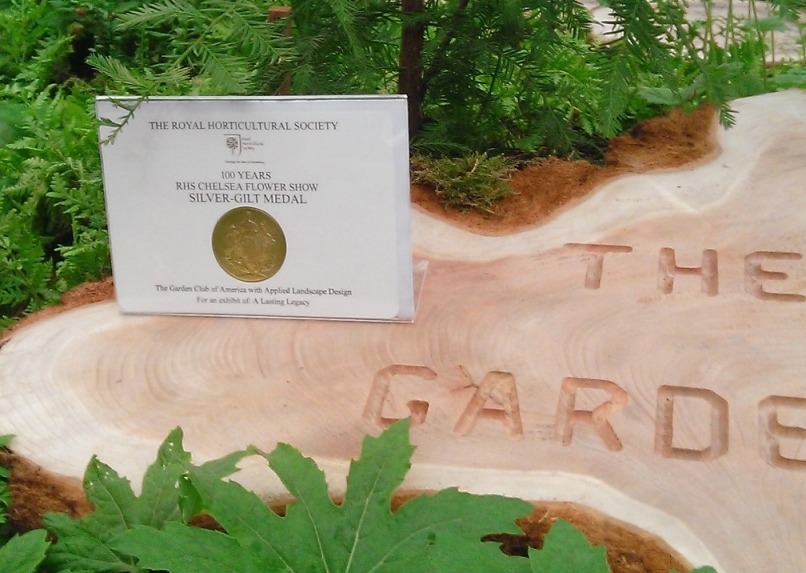 THE ROYAL HORTICULTURAL SOCIETY
100 YEARS
RHS CHELSEA FLOWER SHOW
SILVER-GILT MEDAL
The Garden Club of America with Applied Landscape Design
For an exhibit of: A Lasting Legacy
THE
GARDE